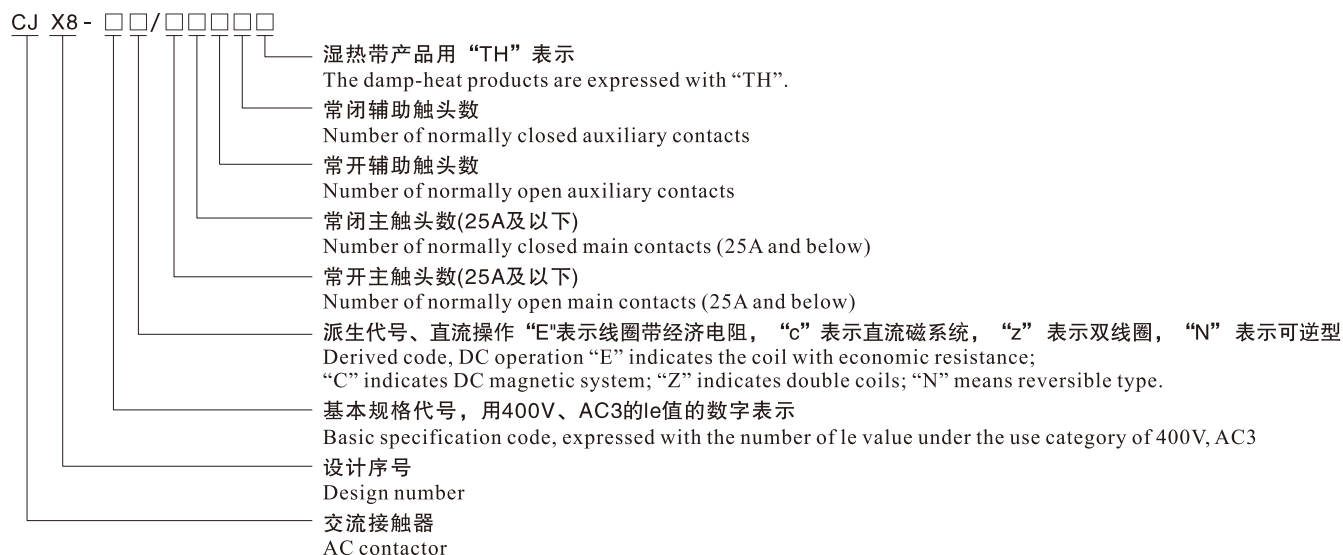 CJ X8-□□/□□□□□
湿热带产品用“TH”表示
The damp-heat products are expressed with “TH”.
常闭辅助触头数
Number of normally closed auxiliary contacts
常开辅助触头数
Number of normally open auxiliary contacts
常闭主触头数(25A及以下)
Number of normally closed main contacts (25A and below)
常开主触头数(25A及以下)
Number of normally open main contacts (25A and below)
派生代号、直流操作“E"表示线圈带经济电阻，“c”表示直流磁系统，“z”表示双线圈，“N”表示可逆型
Derived code, DC operation “E” indicates the coil with economic resistance;
“C” indicates DC magnetic system; “Z” indicates double coils; “N” means reversible type.
基本规格代号，用400V、AC3的le值的数字表示
Basic specification code, expressed with the number of le value under the use category of 400V, AC3
设计序号
Design number
交流接触器
AC contactor